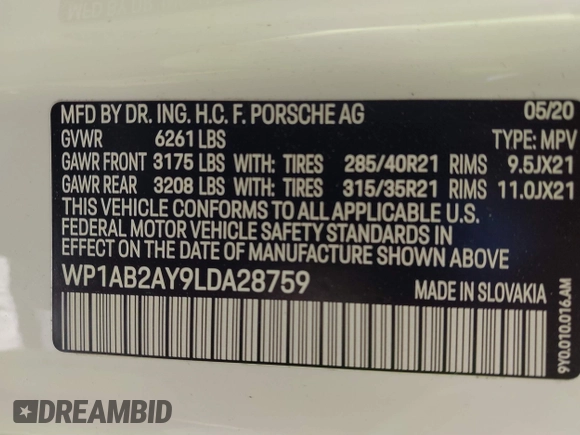 MFD BY DR. ING. H.C. F. PORSCHE AG 05/20
GVWR 6261 LBS TYPE: MPV
GAWR FRONT 3175 LBS WITH: TIRES 285/40R21 RIMS 9.5JX21
GAWR REAR 3208 LBS WITH: TIRES 315/35R21 RIMS 11.0JX21
THIS VEHICLE CONFORMS TO ALL APPLICABLE U.S.
FEDERAL MOTOR VEHICLE SAFETY STANDARDS IN
EFFECT ON THE DATE OF MANUFACTURE SHOWN ABOVE.
WP1AB2AY9LDA28759 MADE IN SLOVAKIA
9Y0.010.016.AM
DREAMBID